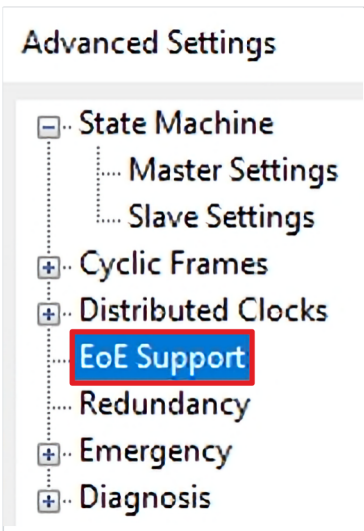 Advanced Settings
State Machine
Master Settings
Slave Settings
Cyclic Frames
Distributed Clocks
EoE Support
Redundancy
Emergency
Diagnosis